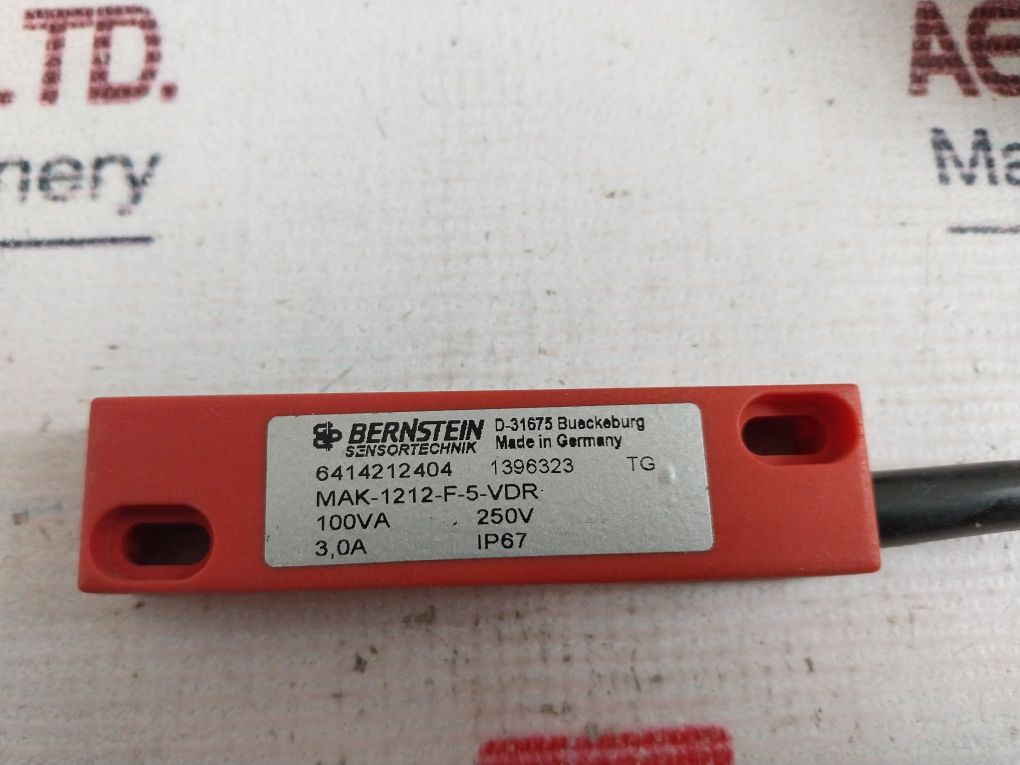 LTD.
nery
Ma
BERNSTEIN
SENSORTECHNIK
D-31675 Bueckeburg
Made in Germany
6414212404 1396323 TG
MAK-1212-F-5-VDR
100VA 250V
3,0A IP67